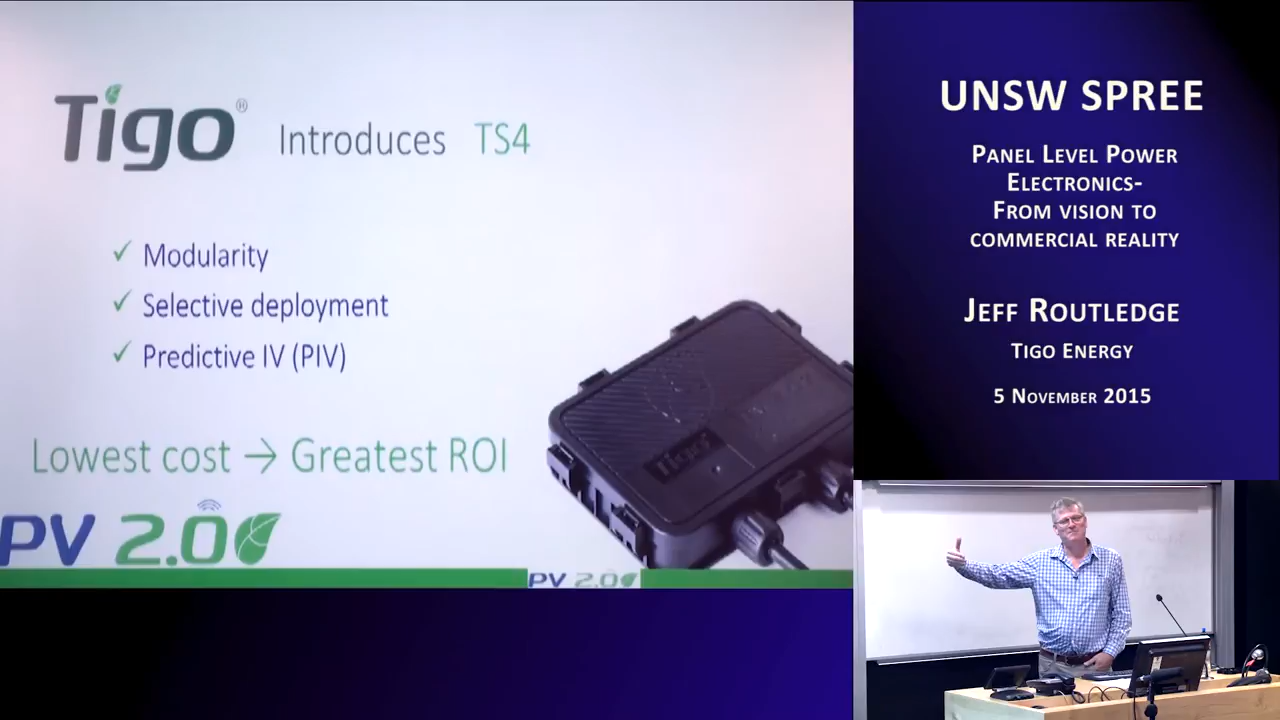 Tigo®
Introduces TS4
✓ Modularity
✓ Selective deployment
✓ Predictive IV (PIV)
Lowest cost → Greatest ROI
PV 2.0
PV 2.0
Tigo
UNSW SPREE
PANEL LEVEL POWER
ELECTRONICS-
FROM VISION TO
COMMERCIAL REALITY
JEFF ROUTLEDGE
TIGO ENERGY
5 NOVEMBER 2015